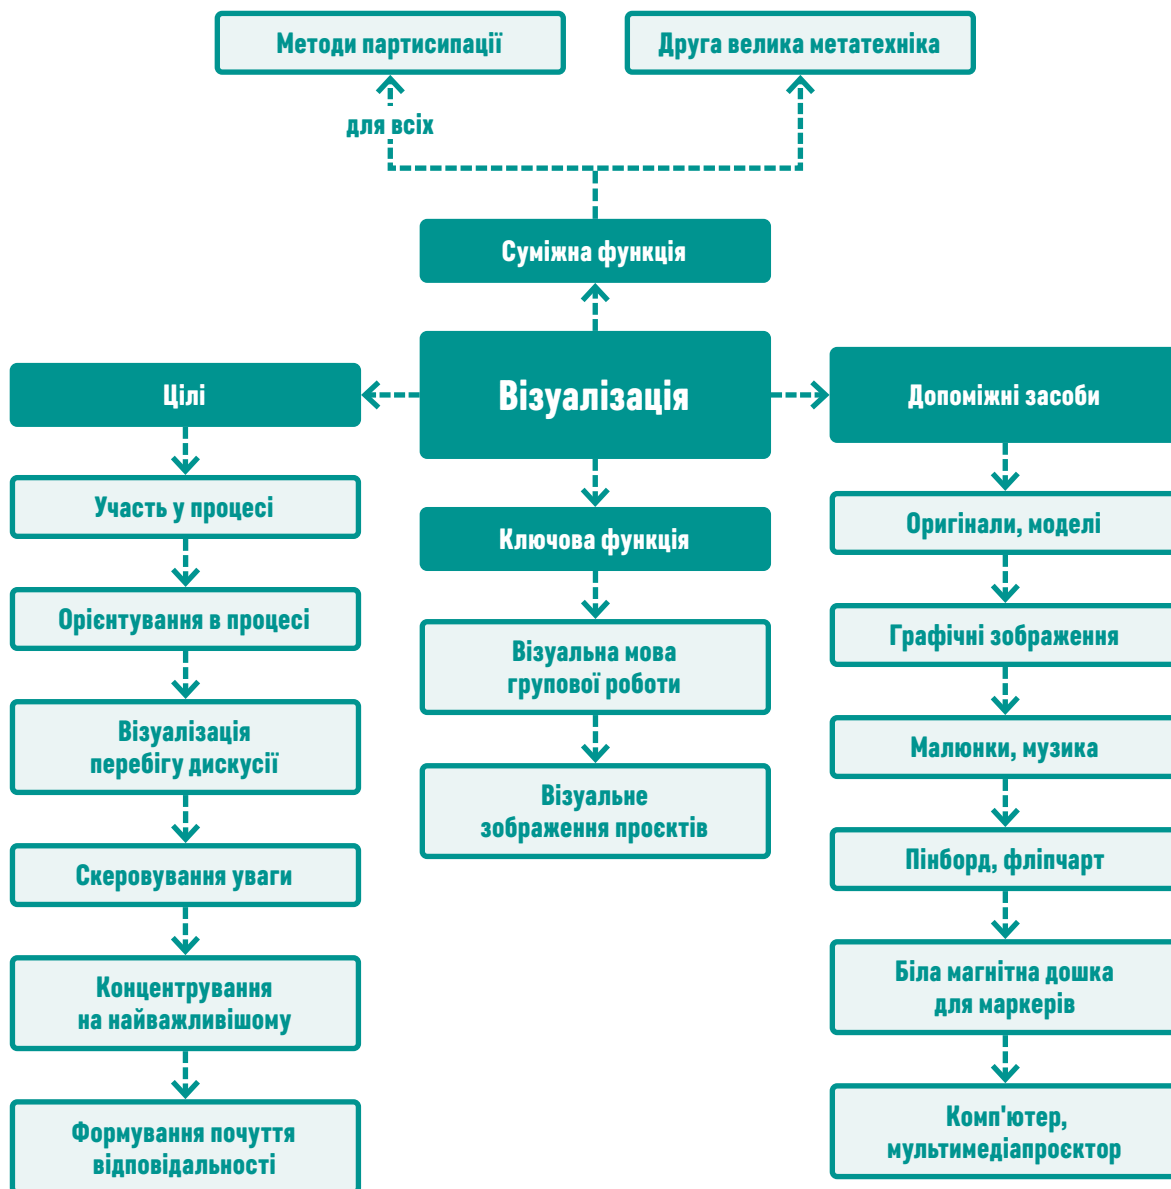 Методи партисипації
Друга велика метатехніка
для всіх
Суміжна функція
Візуалізація
Цілі
Участь у процесі
Орієнтування в процесі
Візуалізація
перебігу дискусії
Скеровування уваги
Концентрування
на найважливішому
Формування почуття
відповідальності
Ключова функція
Візуальна мова
групової роботи
Візуальне
зображення проєктів
Допоміжні засоби
Оригінали, моделі
Графічні зображення
Малюнки, музика
Пінборд, фліпчарт
Біла магнітна дошка
для маркерів
Комп'ютер,
мультимедіапроєктор